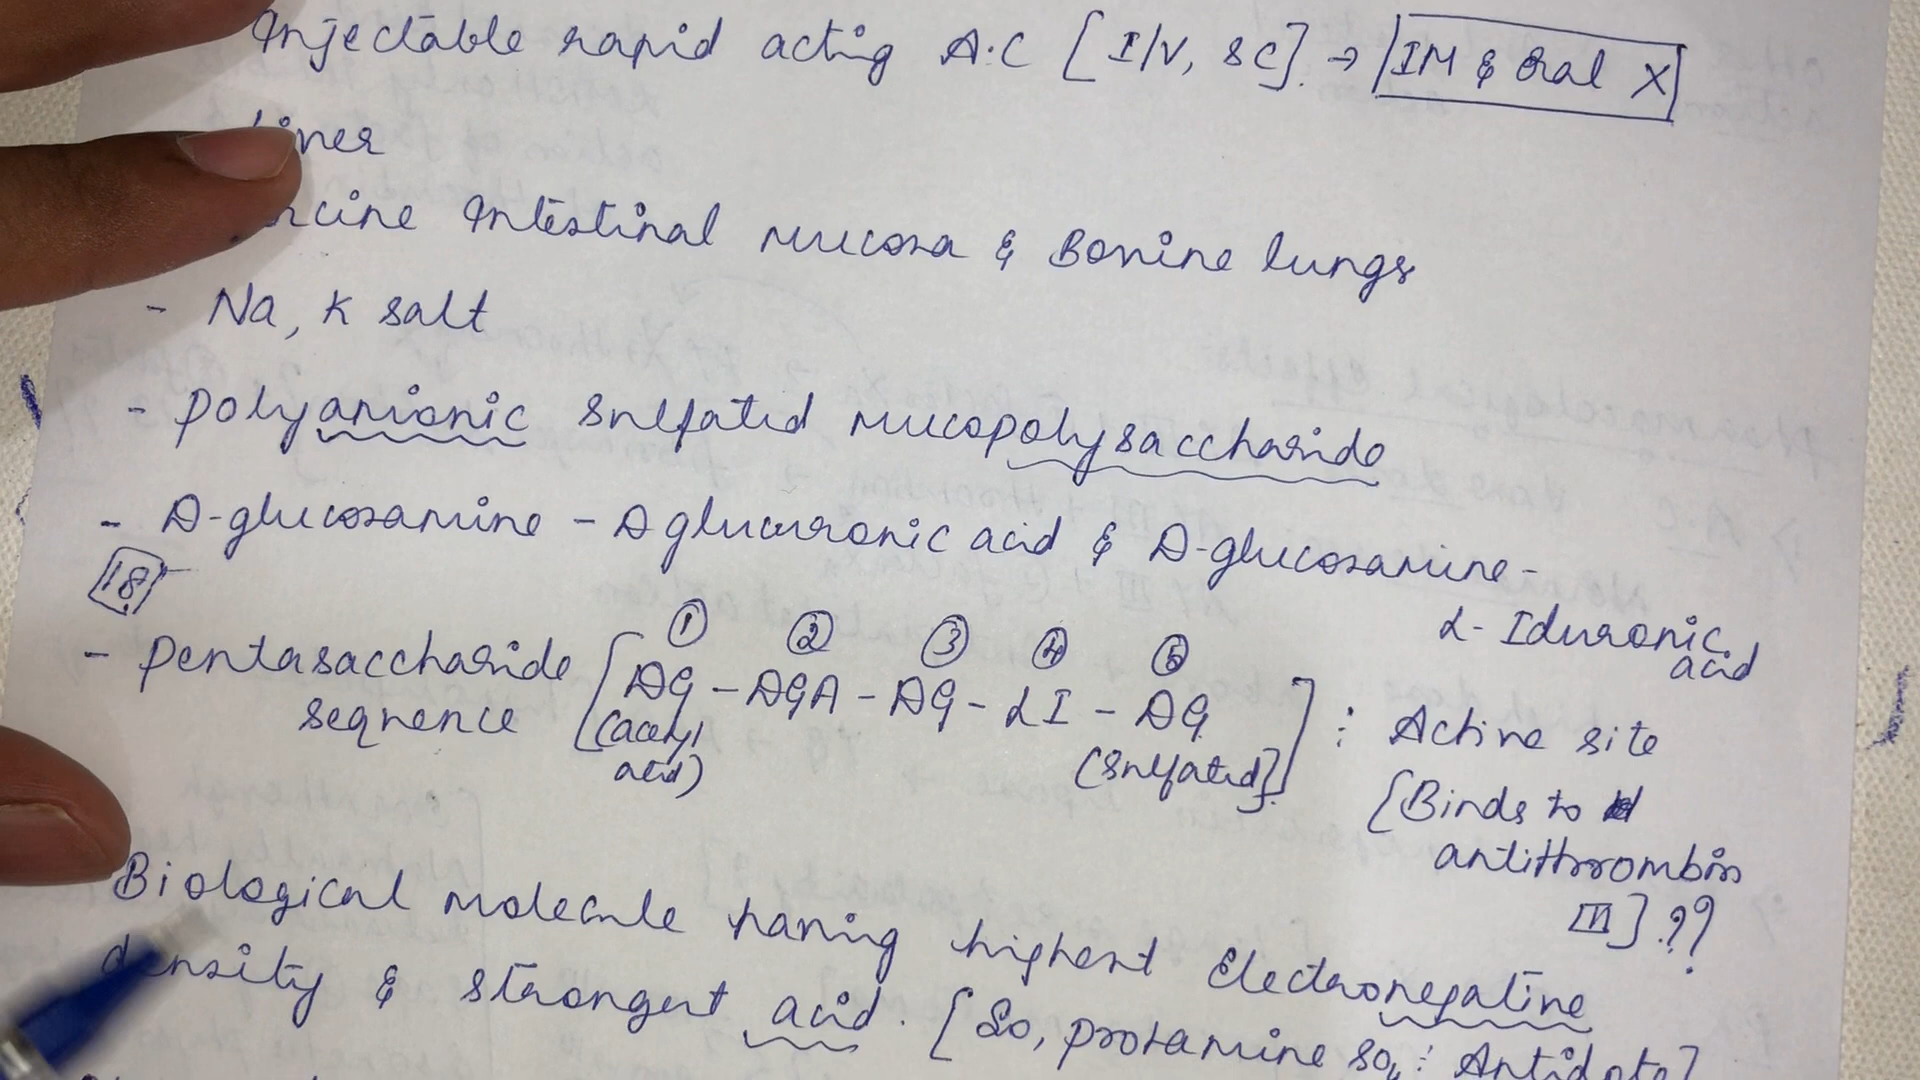 Injectable rapid acting A.C [I/V, SC] → IM & Oral X
liver
Intestinal mucosa & Bovine lungs
- Na, K salt
- polyanionic sulfated mucopolysaccharide
- D-glucosamine - D glucuronic acid & D-glucosamine-
L- Iduronic acid
18
① ② ③ ④ ⑤
- pentasaccharide sequence [DG - DGA - DG - LI - DG] : Active site
(acetyl acid) (sulfated)
[Binds to
antithrombin
III] ??
Biological molecule having highest Electronegative
density & strongest acid. [So, protamine SO4 : Antidote]